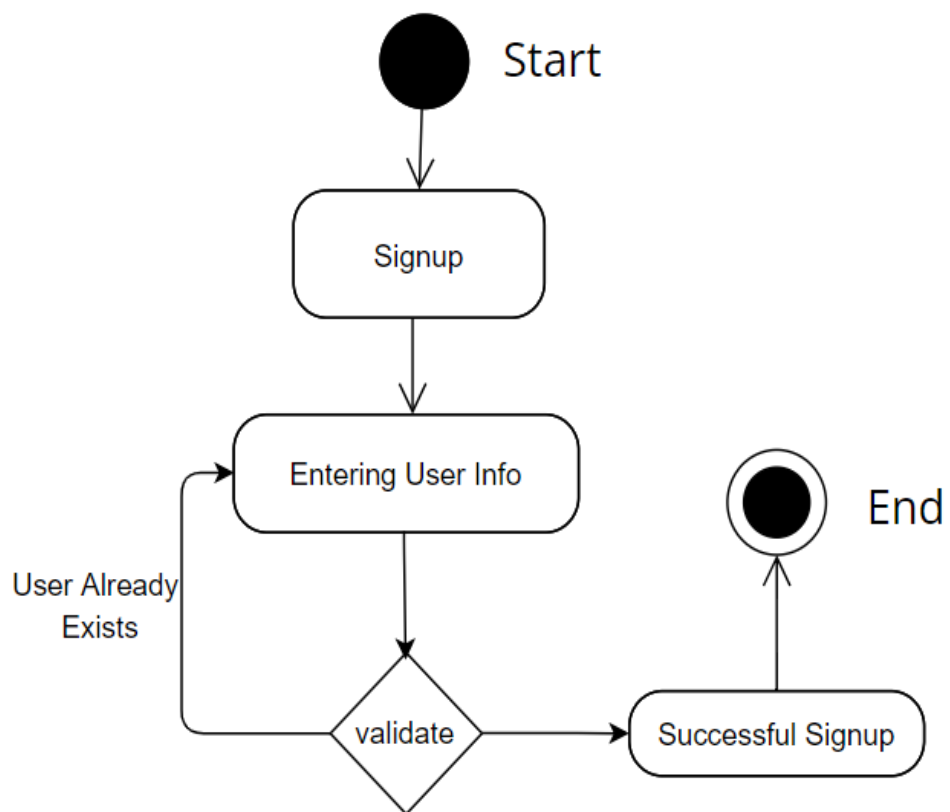 Start
Signup
Entering User Info
End
User Already
Exists
validate
Successful Signup